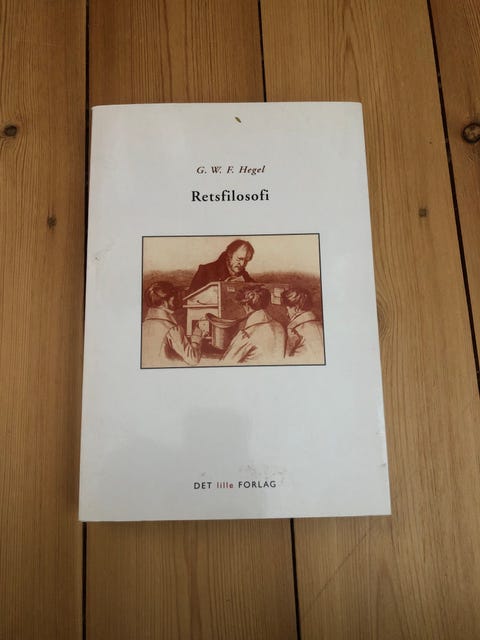 G. W. F. Hegel
Retsfilosofi
DET lille FORLAG